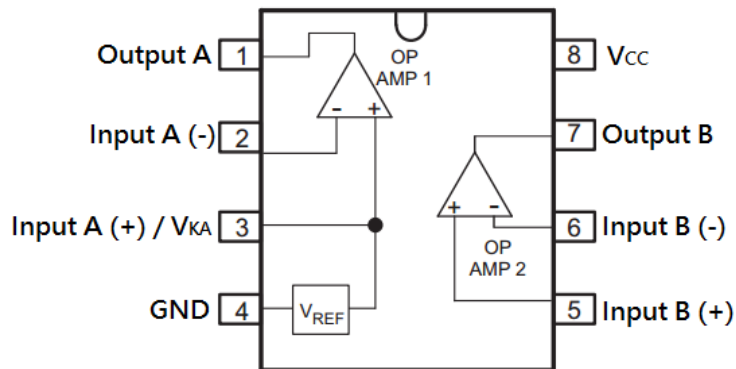 Output A 1
OP
AMP 1
8 VCC
- +
Input A (-) 2
7 Output B
Input A (+) / VKA 3
+ -
6 Input B (-)
OP
AMP 2
GND 4
VREF
5 Input B (+)